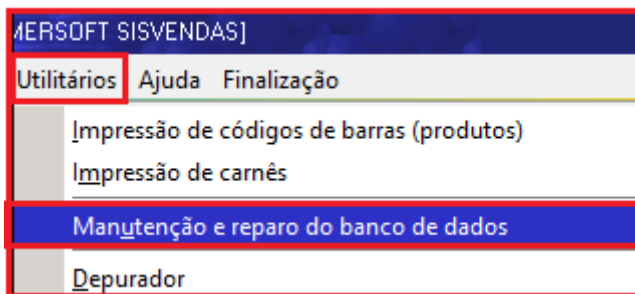 MERSOFT SISVENDAS]
Utilitários Ajuda Finalização
Impressão de códigos de barras (produtos)
Impressão de carnês
Manutenção e reparo do banco de dados
Depurador